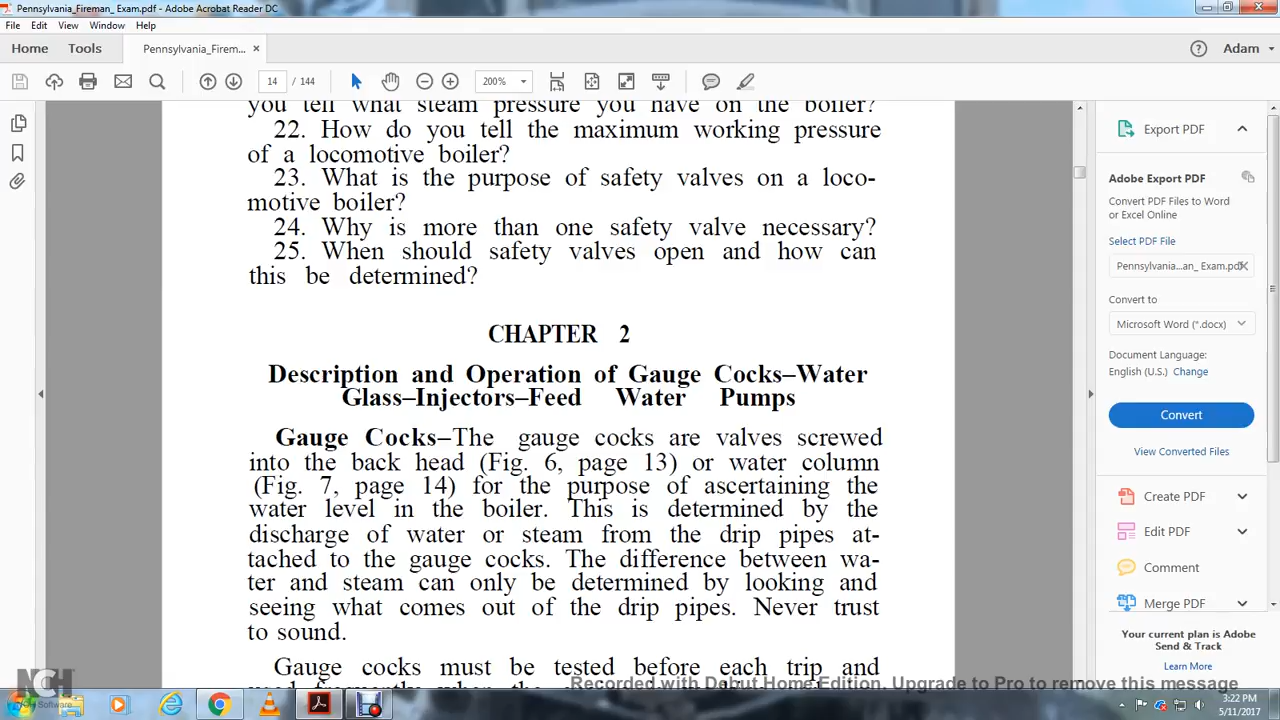 Pennsylvania_Fireman_ Exam.pdf - Adobe Acrobat Reader DC
File Edit View Window Help
Home Tools Pennsylvania_Firem... × Adam
14 / 144 200%
you tell what steam pressure you have on the boiler?
22. How do you tell the maximum working pressure
of a locomotive boiler?
23. What is the purpose of safety valves on a loco-
motive boiler?
24. Why is more than one safety valve necessary?
25. When should safety valves open and how can
this be determined?
CHAPTER 2
Description and Operation of Gauge Cocks–Water
Glass–Injectors–Feed Water Pumps
Gauge Cocks–The gauge cocks are valves screwed
into the back head (Fig. 6, page 13) or water column
(Fig. 7, page 14) for the purpose of ascertaining the
water level in the boiler. This is determined by the
discharge of water or steam from the drip pipes at-
tached to the gauge cocks. The difference between wa-
ter and steam can only be determined by looking and
seeing what comes out of the drip pipes. Never trust
to sound.
Gauge cocks must be tested before each trip and
Export PDF
Adobe Export PDF
Convert PDF Files to Word
or Excel Online
Select PDF File
Pennsylvania...an_ Exam.pdf
Convert to
Microsoft Word (*.docx)
Document Language:
English (U.S.) Change
Convert
View Converted Files
Create PDF
Edit PDF
Comment
Merge PDF
Your current plan is Adobe
Send & Track
Learn More
Recorded with Debut Home Edition. Upgrade to Pro to remove this message
NCH Software
3:22 PM
5/11/2017